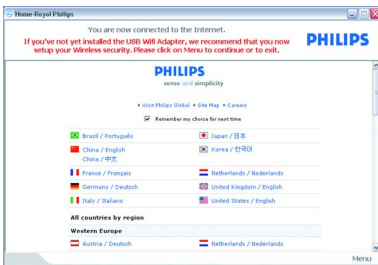 Home-Royal Philips
You are now connected to the Internet.
If you've not yet installed the USB Wifi Adapter, we recommend that you now
setup your Wireless security. Please click on Menu to continue or to exit.
PHILIPS
PHILIPS
sense and simplicity
• Visit Philips Global • Site Map • Careers
Remember my choice for next time
Brazil / Português
Japan / 日本
China / English
China / 中文
Korea / 한국어
France / Français
Netherlands / Nederlands
Germany / Deutsch
United Kingdom / English
Italy / Italiano
United States / English
All countries by region
Western Europe
Austria / Deutsch
Netherlands / Nederlands
Menu